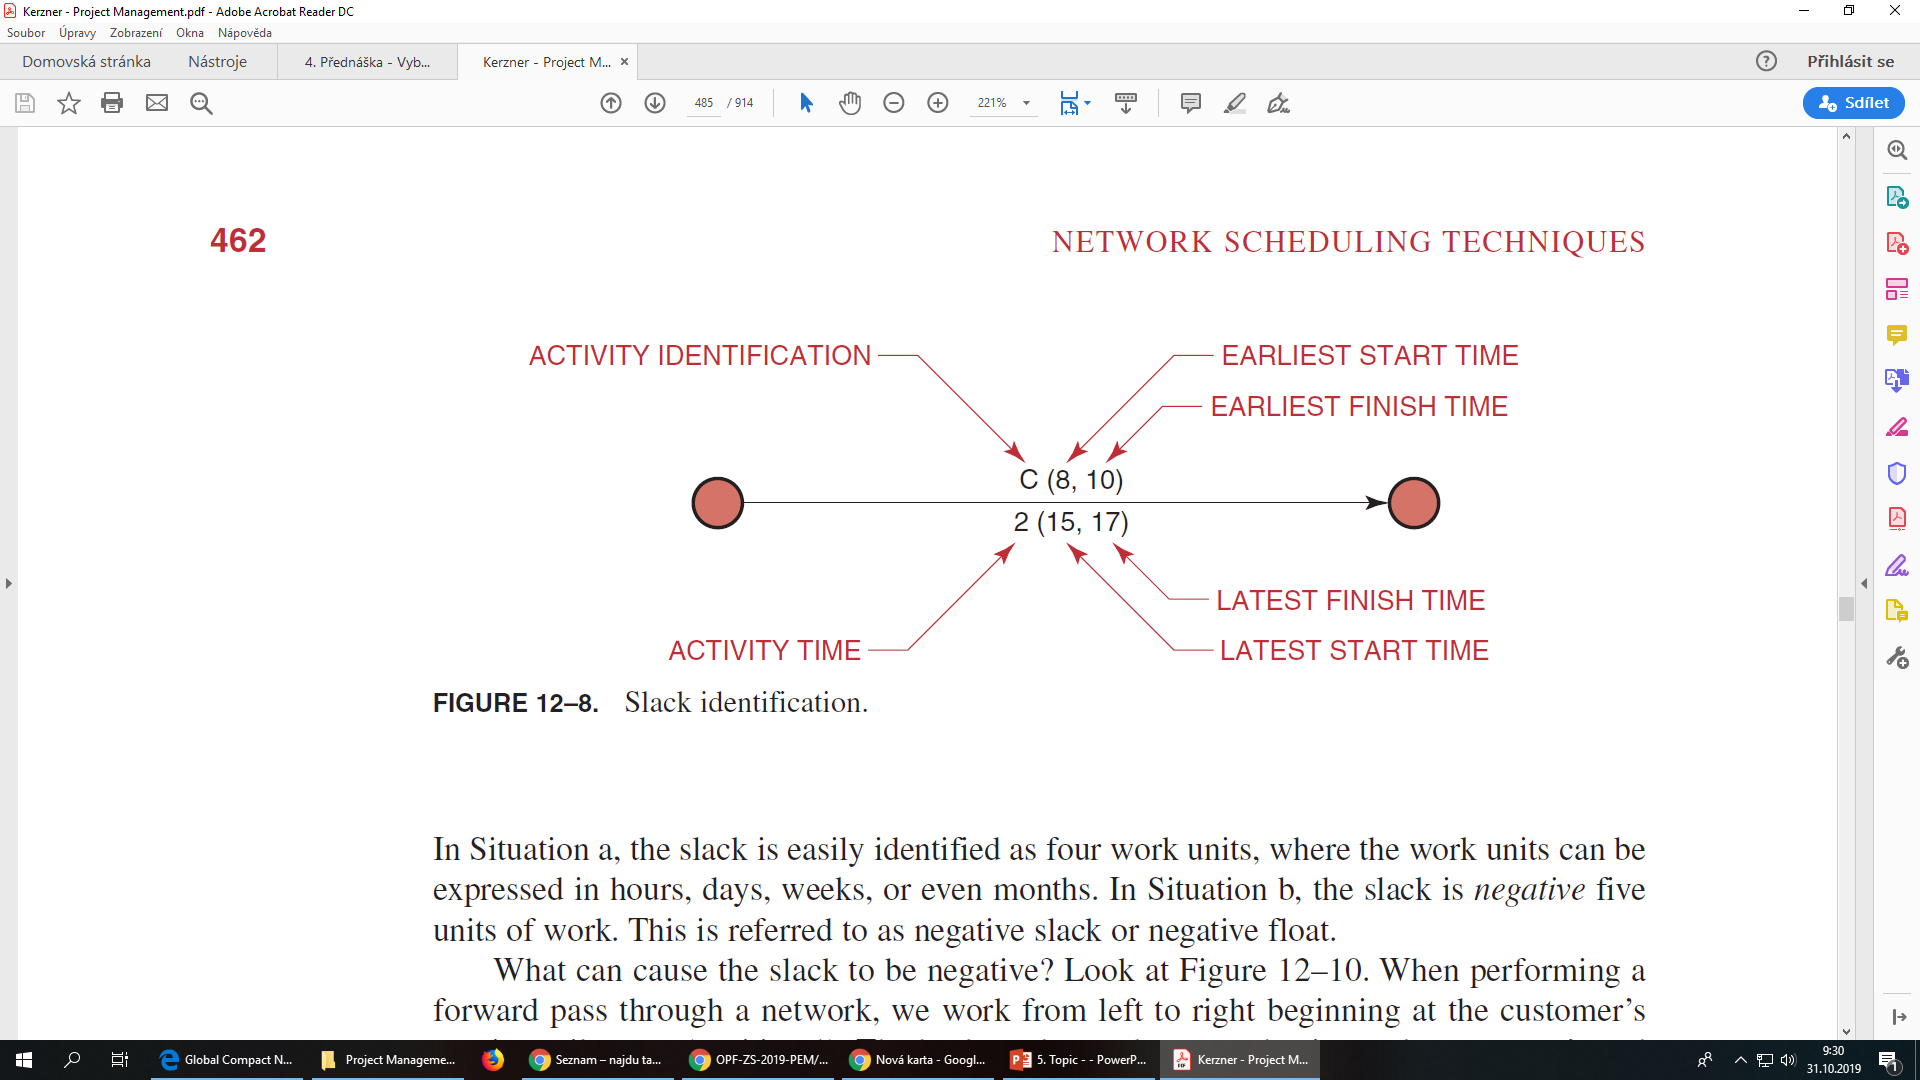 Kerzner - Project Management.pdf - Adobe Acrobat Reader DC
Soubor Úpravy Zobrazení Okna Nápověda
Domovská stránka Nástroje 4. Přednáška - Vyb... Kerzner - Project M... × ? Přihlásit se
485 / 914 221% Sdílet
462 NETWORK SCHEDULING TECHNIQUES
ACTIVITY IDENTIFICATION EARLIEST START TIME
EARLIEST FINISH TIME
C (8, 10)
2 (15, 17)
LATEST FINISH TIME
ACTIVITY TIME LATEST START TIME
FIGURE 12–8. Slack identification.
In Situation a, the slack is easily identified as four work units, where the work units can be
expressed in hours, days, weeks, or even months. In Situation b, the slack is negative five
units of work. This is referred to as negative slack or negative float.
What can cause the slack to be negative? Look at Figure 12–10. When performing a
forward pass through a network, we work from left to right beginning at the customer’s
Global Compact N... Project Manageme... Seznam – najdu ta... OPF-ZS-2019-PEM/... Nová karta - Googl... 5. Topic - - PowerP... Kerzner - Project M... 9:30
31.10.2019 1